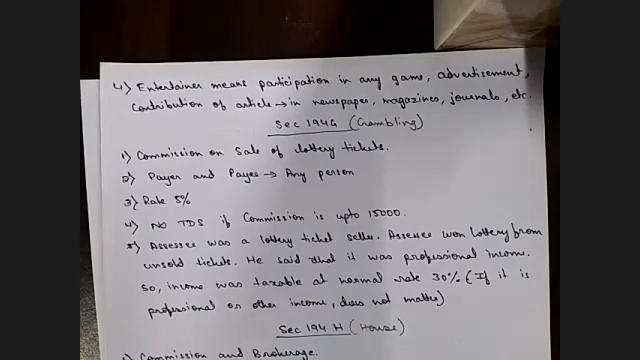 4) Entertainer means participation in any game, advertisement,
contribution of article → in newspaper, magazines, journals, etc.
Sec 194G (Gambling)
1) Commission on Sale of lottery tickets.
2) Payer and Payee → Any person
3) Rate 5%
4) NO TDS if Commission is upto 15000.
5) Assessee was a lottery ticket seller. Assessee won lottery from
unsold tickets. He said that it was professional income.
So, income was taxable at normal rate 30% (If it is
professional or other income, does not matter)
Sec 194 H (House)
1) Commission and Brokerage.